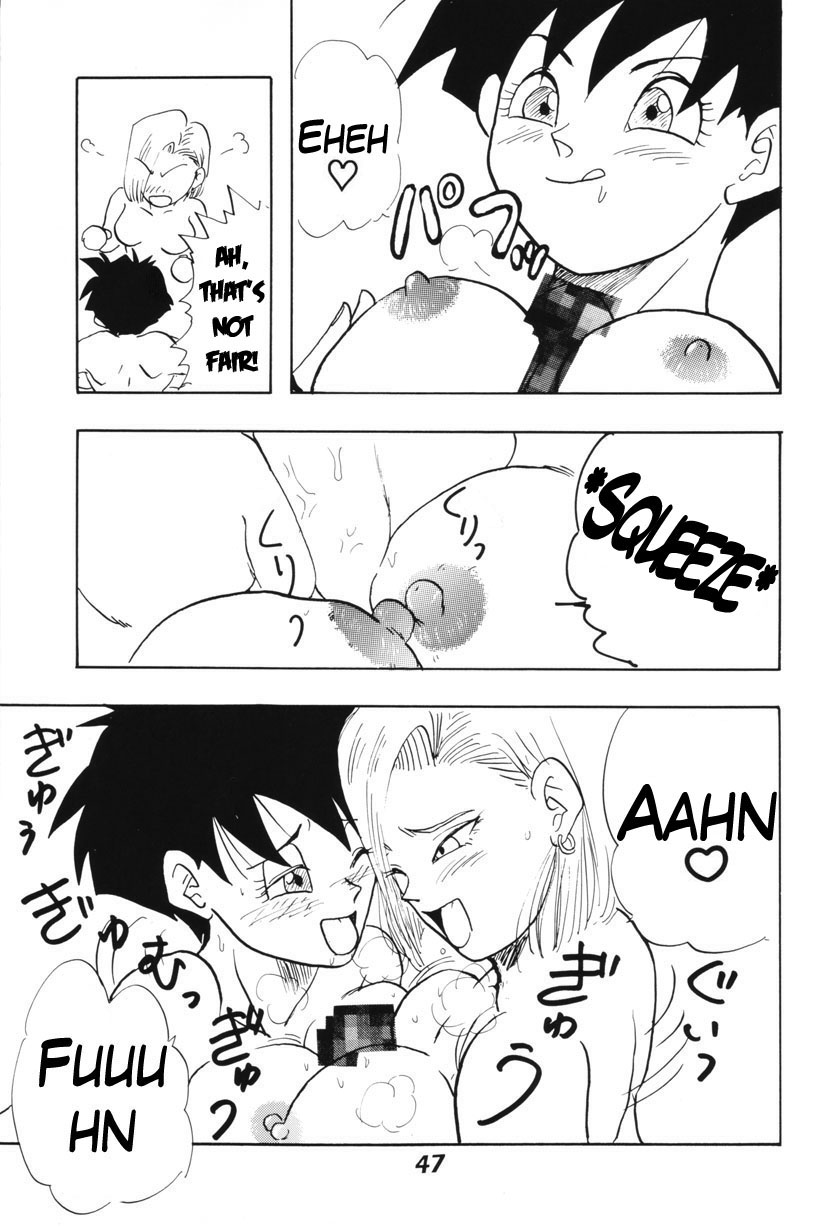 EHEH
♡
パフッ
AH,
THAT'S
NOT
FAIR!
*SQUEEZE*
くりっ
くりっ
AAHN
♡
ぐいっ
ぎゅう
ぎゅむっ
ぎゅっ
ぎゅう
FUUU
HN
47